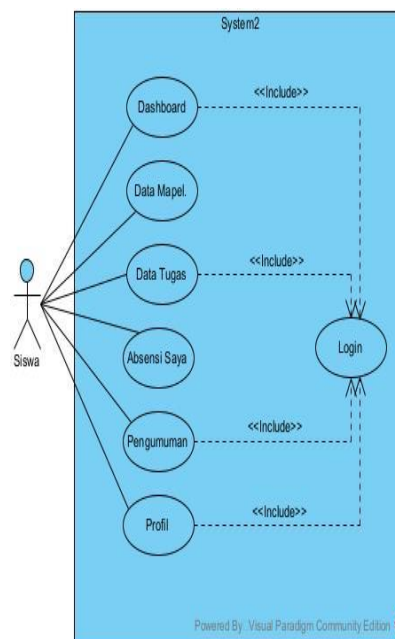 System2
Dashboard
<<Include>>
Data Mapel.
Data Tugas
<<Include>>
Siswa
Absensi Saya
Login
Pengumuman
<<Include>>
Profil
<<Include>>
Powered By Visual Paradigm Community Edition